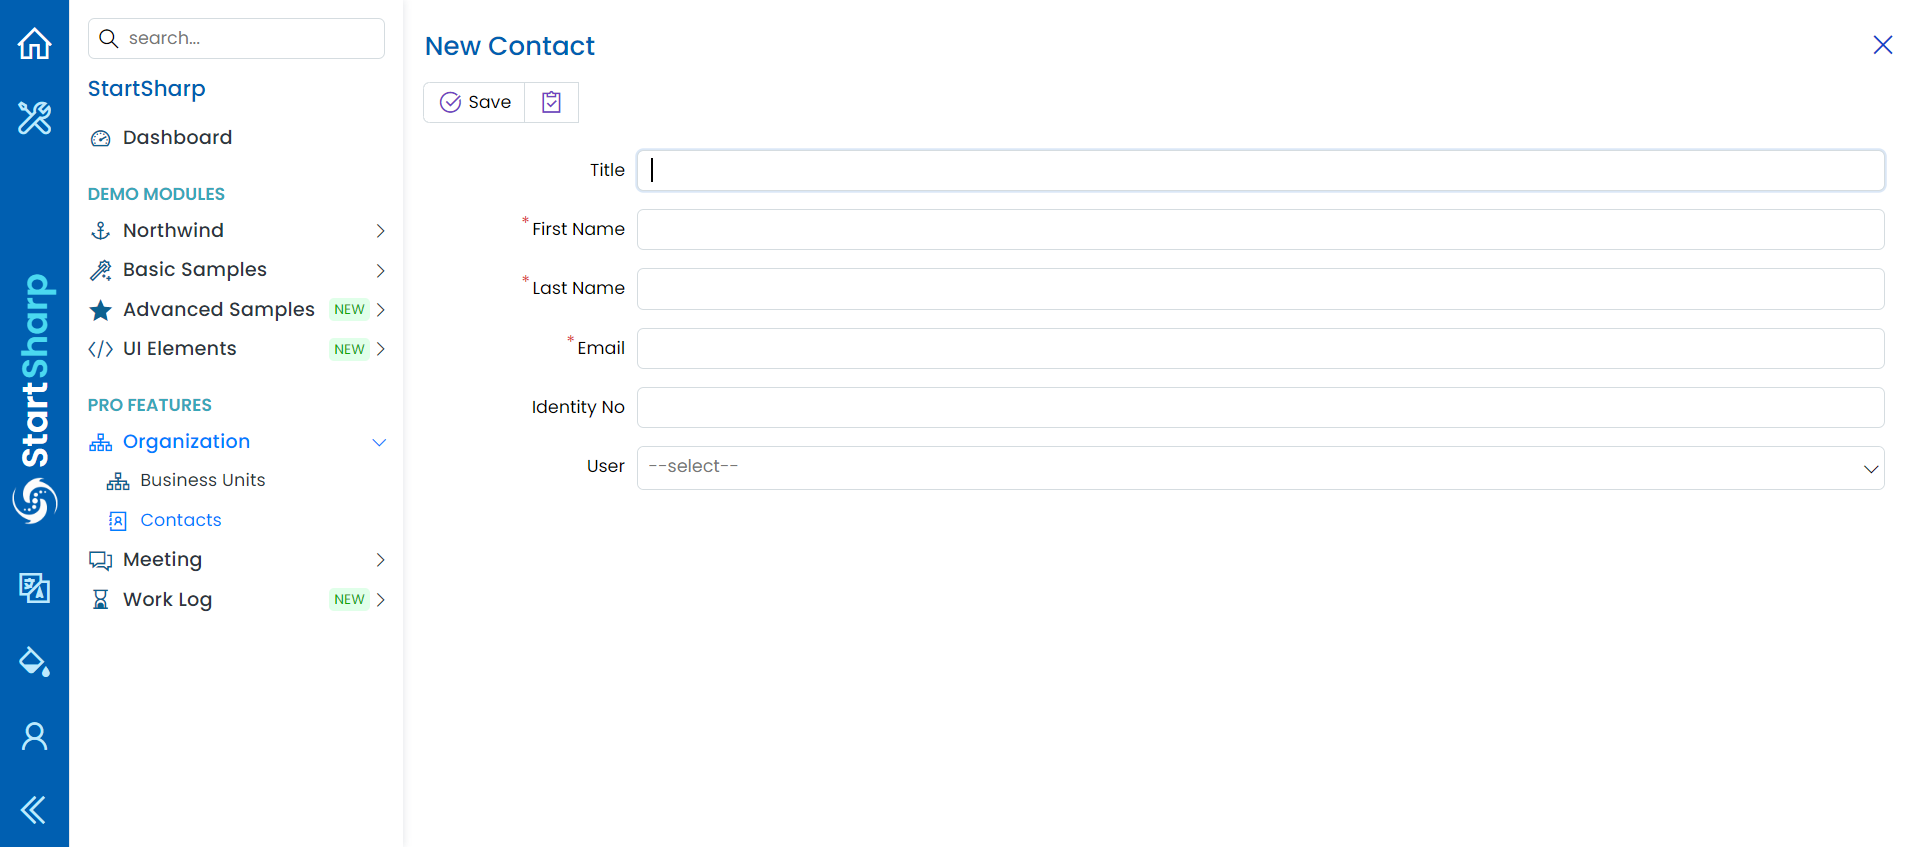 StartSharp
search...
StartSharp
Dashboard
DEMO MODULES
Northwind
Basic Samples
Advanced Samples NEW
UI Elements NEW
PRO FEATURES
Organization
Business Units
Contacts
Meeting
Work Log NEW
New Contact
Save
Title
*First Name
*Last Name
*Email
Identity No
User --select--